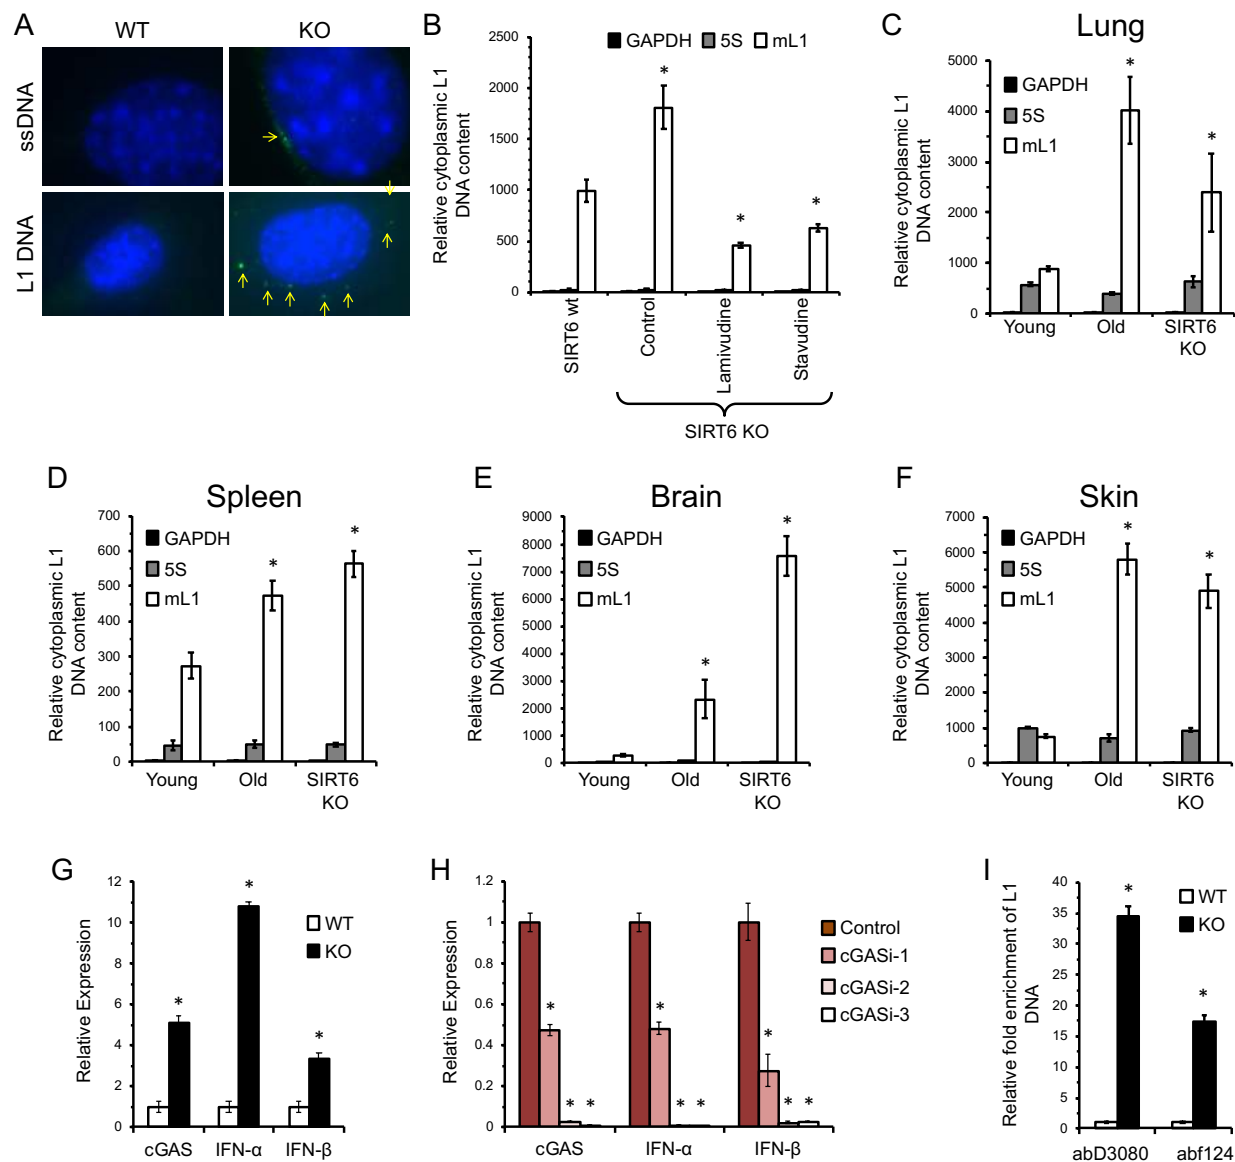 A
WT
KO
ssDNA
L1 DNA
B
Relative cytoplasmic L1
DNA content
2500
2000
1500
1000
500
0
GAPDH 5S mL1
*
*
*
SIRT6 wt
Control
Lamivudine
Stavudine
SIRT6 KO
C
Lung
Relative cytoplasmic L1
DNA content
5000
4000
3000
2000
1000
0
GAPDH
5S
mL1
*
*
Young
Old
SIRT6
KO
D
Spleen
Relative cytoplasmic L1
DNA content
700
600
500
400
300
200
100
0
GAPDH
5S
mL1
*
*
Young
Old
SIRT6
KO
E
Brain
Relative cytoplasmic L1
DNA content
9000
8000
7000
6000
5000
4000
3000
2000
1000
0
GAPDH
5S
mL1
*
*
Young
Old
SIRT6
KO
F
Skin
Relative cytoplasmic L1
DNA content
7000
6000
5000
4000
3000
2000
1000
0
GAPDH
5S
mL1
*
*
Young
Old
SIRT6
KO
G
Relative Expression
12
10
8
6
4
2
0
WT
KO
*
*
*
cGAS
IFN-α
IFN-β
H
Relative Expression
1.2
1
0.8
0.6
0.4
0.2
0
Control
cGASi-1
cGASi-2
cGASi-3
*
* *
*
* *
*
* *
cGAS
IFN-α
IFN-β
I
Relative fold enrichment of L1
DNA
40
35
30
25
20
15
10
5
0
WT
KO
*
*
abD3080
abf124